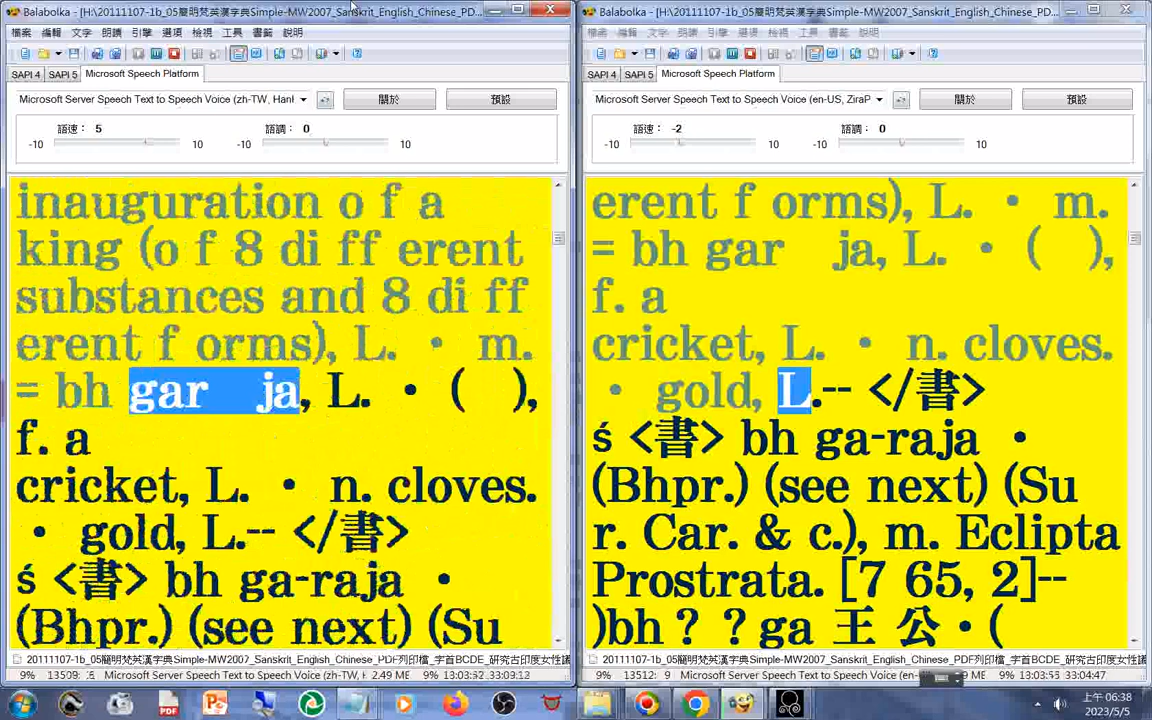 Balabolka - [H:\20111107-1b_05簡明梵英漢字典Simple-MW2007_Sanskrit_English_Chinese_PD...
檔案 編輯 文字 朗讀 引擎 選項 檢視 工具 書籤 說明
SAPI 4 SAPI 5 Microsoft Speech Platform
Microsoft Server Speech Text to Speech Voice (zh-TW, Hanl
關於 預設
語速： 5 語調： 0
-10 10 -10 10
inauguration o f a
king (o f 8 di ff erent
substances and 8 di ff
erent f orms), L. • m.
= bh gar ja, L. • ( ),
f. a
cricket, L. • n. cloves.
• gold, L.-- </書>
ś <書> bh ga-raja •
(Bhpr.) (see next) (Su
20111107-1b_05簡明梵英漢字典Simple-MW2007_Sanskrit_English_Chinese_PDF列印檔_字首BCDE_研究古印度女性議
9% 13509: Microsoft Server Speech Text to Speech Voice (zh-TW, 2.49 ME 9% 13:03:52 33:09:12
Balabolka - [H:\20111107-1b_05簡明梵英漢字典Simple-MW2007_Sanskrit_English_Chinese_PD...
檔案 編輯 文字 朗讀 引擎 選項 檢視 工具 書籤 說明
SAPI 4 SAPI 5 Microsoft Speech Platform
Microsoft Server Speech Text to Speech Voice (en-US, ZiraP
關於 預設
語速： -2 語調： 0
-10 10 -10 10
erent f orms), L. • m.
= bh gar ja, L. • ( ),
f. a
cricket, L. • n. cloves.
• gold, L.-- </書>
ś <書> bh ga-raja •
(Bhpr.) (see next) (Su
r. Car. & c.), m. Eclipta
Prostrata. [7 65, 2]--
)bh ? ? ga 王 公 • (
20111107-1b_05簡明梵英漢字典Simple-MW2007_Sanskrit_English_Chinese_PDF列印檔_字首BCDE_研究古印度女性議
9% 13512: Microsoft Server Speech Text to Speech Voice (en- ME 9% 13:03:53 33:04:47
上午 06:38
2023/5/5